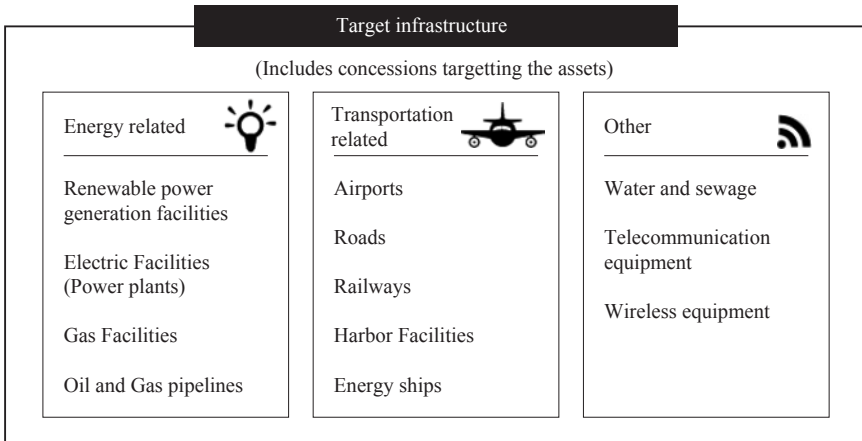 Target infrastructure
(Includes concessions targetting the assets)
Energy related
Renewable power
generation facilities
Electric Facilities
(Power plants)
Gas Facilities
Oil and Gas pipelines
Transportation
related
Airports
Roads
Railways
Harbor Facilities
Energy ships
Other
Water and sewage
Telecommunication
equipment
Wireless equipment